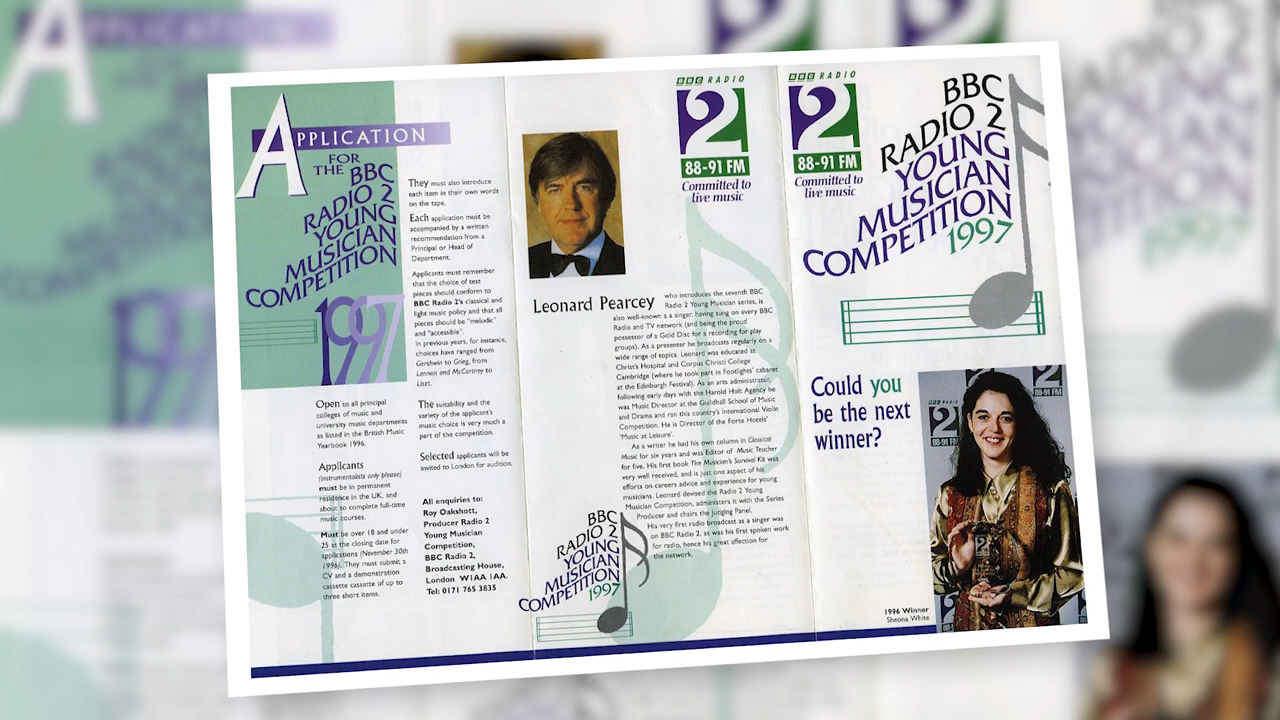 APPLICATION
FOR
THE BBC
RADIO 2
YOUNG
MUSICIAN
COMPETITION
1997
Open to all principal
colleges of music and
university music departments
as listed in the British Music
Yearbook 1996.
Applicants
(instrumentalists only please)
must be in permanent
residence in the UK, and
about to complete full-time
music courses.
Must be over 18 and under
25 at the closing date for
applications (November 30th
1996). They must submit a
CV and a demonstration
cassette cassette of up to
three short items.
They must also introduce
each item in their own words
on the tape.
Each application must be
accompanied by a written
recommendation from a
Principal or Head of
Department.
Applicants must remember
that the choice of test
pieces should conform to
BBC Radio 2's classical and
light music policy and that all
pieces should be "melodic"
and "accessible".
In previous years, for instance,
choices have ranged from
Gershwin to Grieg, from
Lennon and McCartney to
Liszt.
The suitability and the
variety of the applicant's
music choice is very much a
part of the competition.
Selected applicants will be
invited to London for audition.
All enquiries to:
Roy Oakshott,
Producer Radio 2
Young Musician
Competition,
BBC Radio 2,
Broadcasting House,
London W1AA 1AA.
Tel: 0171 765 3835
BBC RADIO
2
88-91 FM
Committed to
live music
Leonard Pearcey who introduces the seventh BBC
Radio 2 Young Musician series, is
also well-known as a singer, having sung on every BBC
Radio and TV network (and being the proud
possessor of a Gold Disc for a recording for play
groups). As a presenter he broadcasts regularly on a
wide range of topics. Leonard was educated at
Christ's Hospital and Corpus Christi College
Cambridge (where he took part in Footlights' cabaret
at the Edinburgh Festival). As an arts administrator,
following early days with the Harold Holt Agency he
was Music Director at the Guildhall School of Music
and Drama and ran this country's International Violin
Competition. He is Director of the Forte Hotels'
'Music at Leisure'.
As a writer he had his own column in Classical
Music for six years and was Editor of Music Teacher
for five. His first book The Musician's Survival Kit was
very well received, and is just one aspect of his
efforts on careers advice and experience for young
musicians. Leonard devised the Radio 2 Young
Musician Competition, administers it with the Series
Producer and chairs the Judging Panel.
His very first radio broadcast as a singer was
on BBC Radio 2, as was his first spoken work
for radio, hence his great affection for
the network.
BBC
RADIO 2
YOUNG
MUSICIAN
COMPETITION
1997
BBC RADIO
2
88-91 FM
Committed to
live music
BBC
RADIO 2
YOUNG
MUSICIAN
COMPETITION
1997
Could you
be the next
winner?
1996 Winner
Sheona White